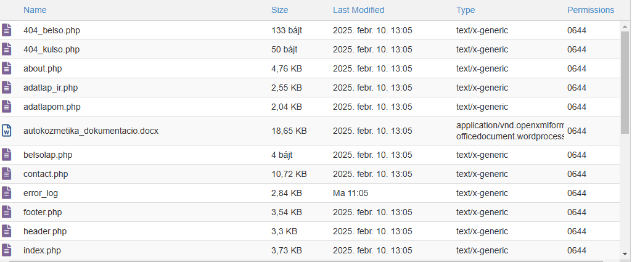 Name Size Last Modified Type Permissions
404_belso.php 133 bájt 2025. febr. 10. 13:05 text/x-generic 0644
404_kulso.php 50 bájt 2025. febr. 10. 13:05 text/x-generic 0644
about.php 4,76 KB 2025. febr. 10. 13:05 text/x-generic 0644
adatlap_ir.php 2,55 KB 2025. febr. 10. 13:05 text/x-generic 0644
adatlapom.php 2,04 KB 2025. febr. 10. 13:05 text/x-generic 0644
autokozmetika_dokumentacio.docx 18,65 KB 2025. febr. 10. 13:05 application/vnd.openxmlform 0644
officedocument.wordprocess
belsolap.php 4 bájt 2025. febr. 10. 13:05 text/x-generic 0644
contact.php 10,72 KB 2025. febr. 10. 13:05 text/x-generic 0644
error_log 2,84 KB Ma 11:05 text/x-generic 0644
footer.php 3,54 KB 2025. febr. 10. 13:05 text/x-generic 0644
header.php 3,3 KB 2025. febr. 10. 13:05 text/x-generic 0644
index.php 3,73 KB 2025. febr. 10. 13:05 text/x-generic 0644